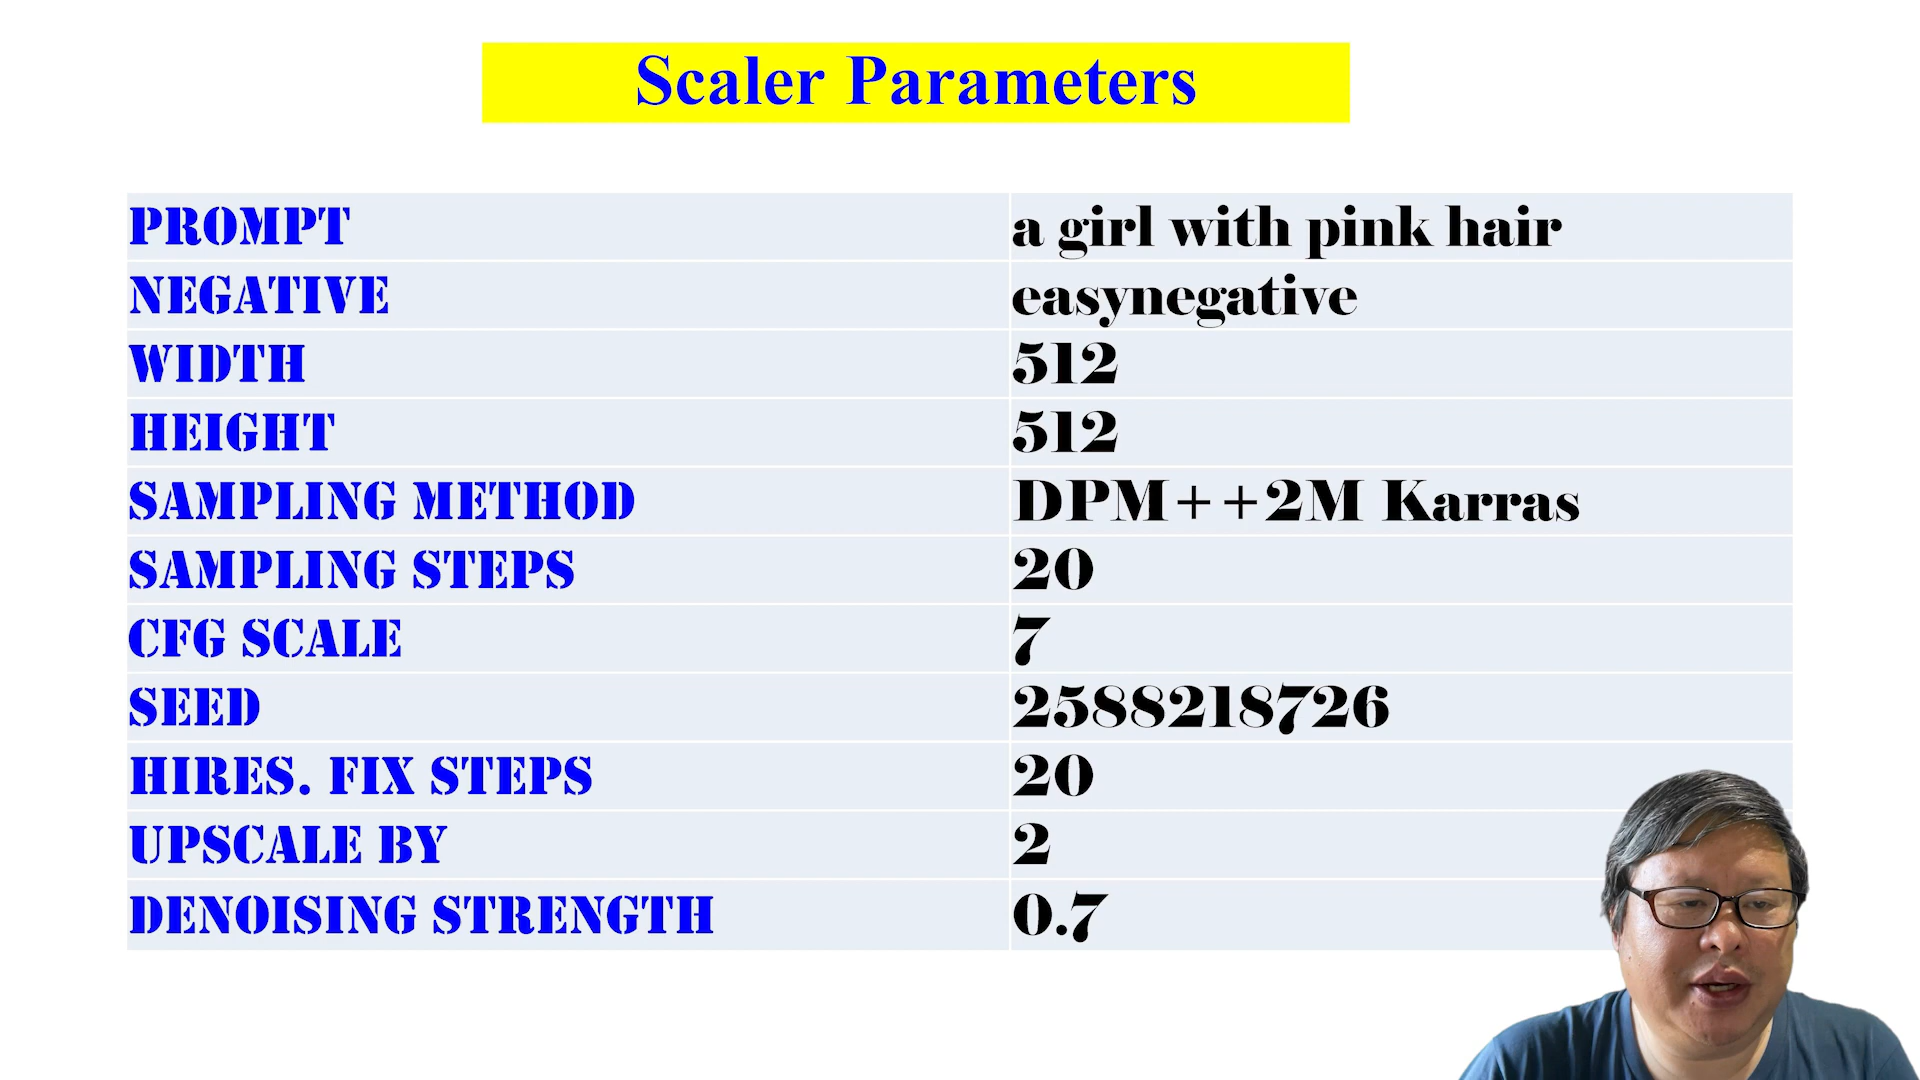 Scaler Parameters
PROMPT a girl with pink hair
NEGATIVE easynegative
WIDTH 512
HEIGHT 512
SAMPLING METHOD DPM++2M Karras
SAMPLING STEPS 20
CFG SCALE 7
SEED 2588218726
HIRES. FIX STEPS 20
UPSCALE BY 2
DENOISING STRENGTH 0.7